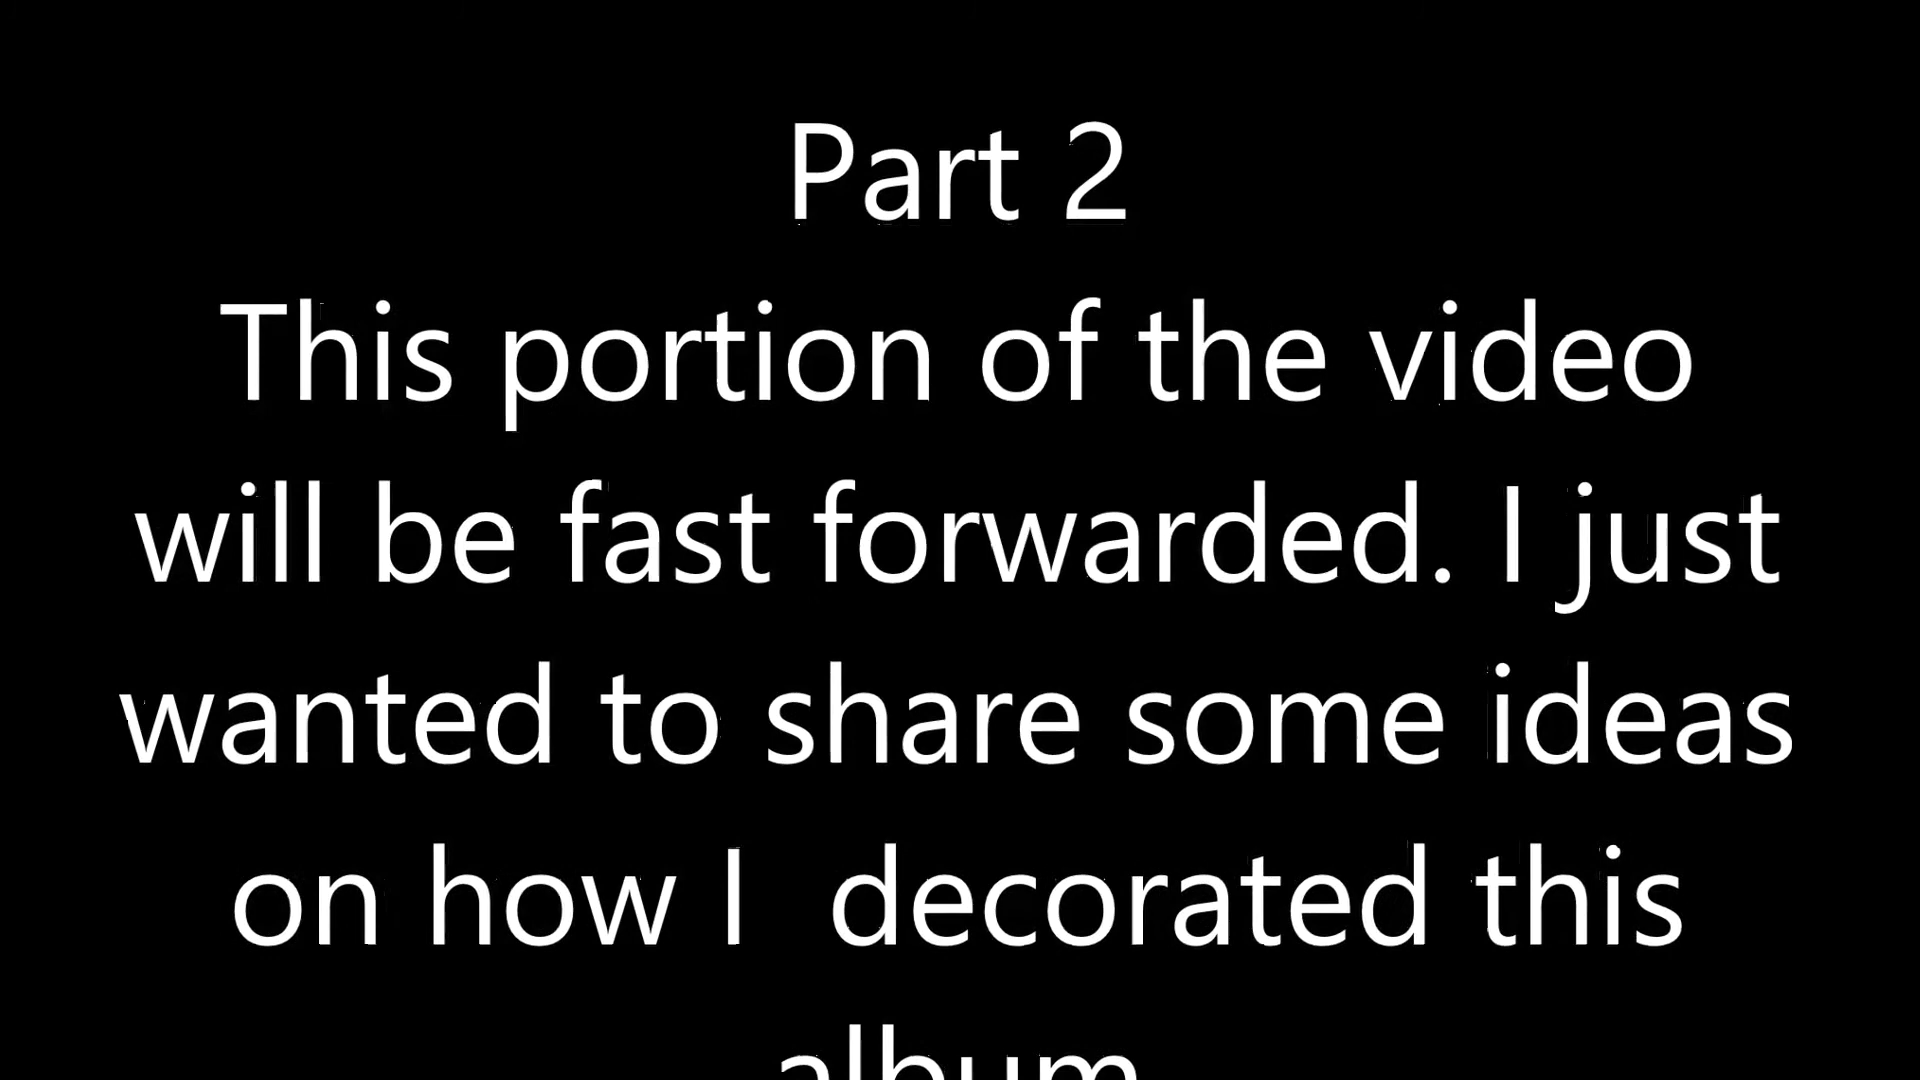 Part 2
This portion of the video
will be fast forwarded. I just
wanted to share some ideas
on how I  decorated this
album